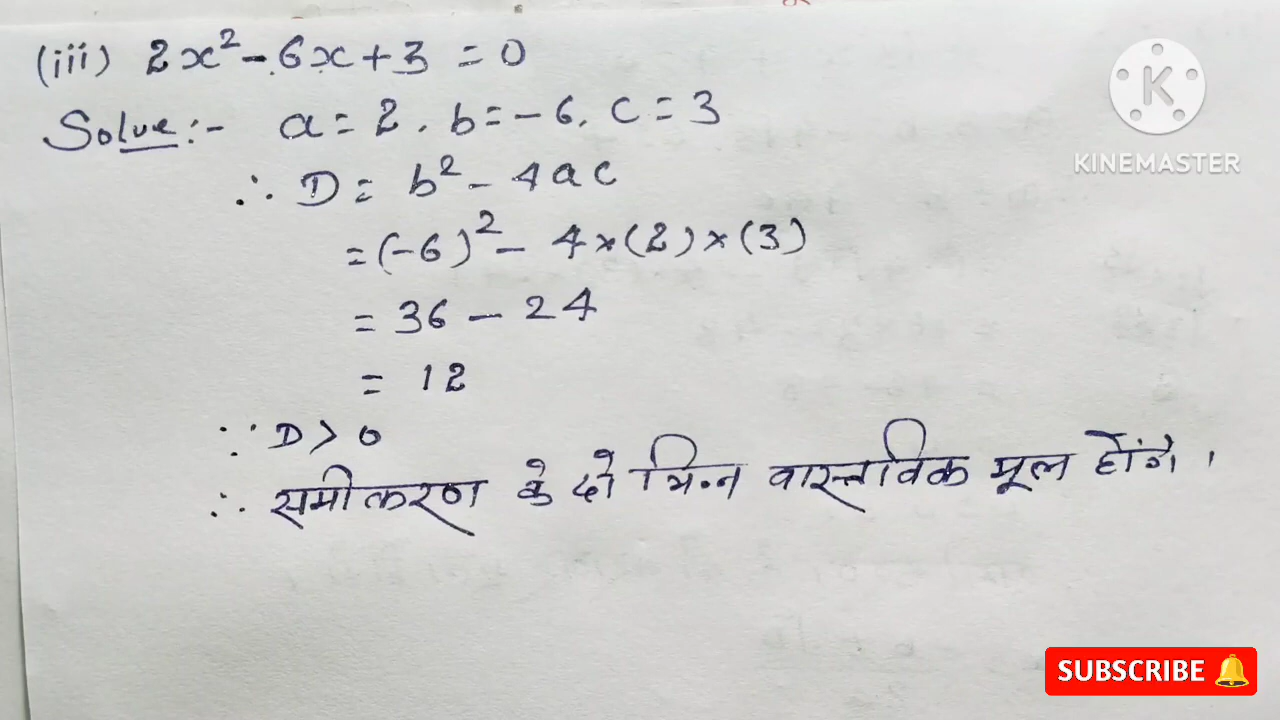 (iii) 2x² - 6x + 3 = 0
Solve:- a = 2, b = - 6, c = 3
∴ D = b² - 4ac
= (-6)² - 4×(2)×(3)
= 36 - 24
= 12
∵ D > 0
∴ समीकरण के दो भिन्न वास्तविक मूल होंगे।
K
KINEMASTER
SUBSCRIBE